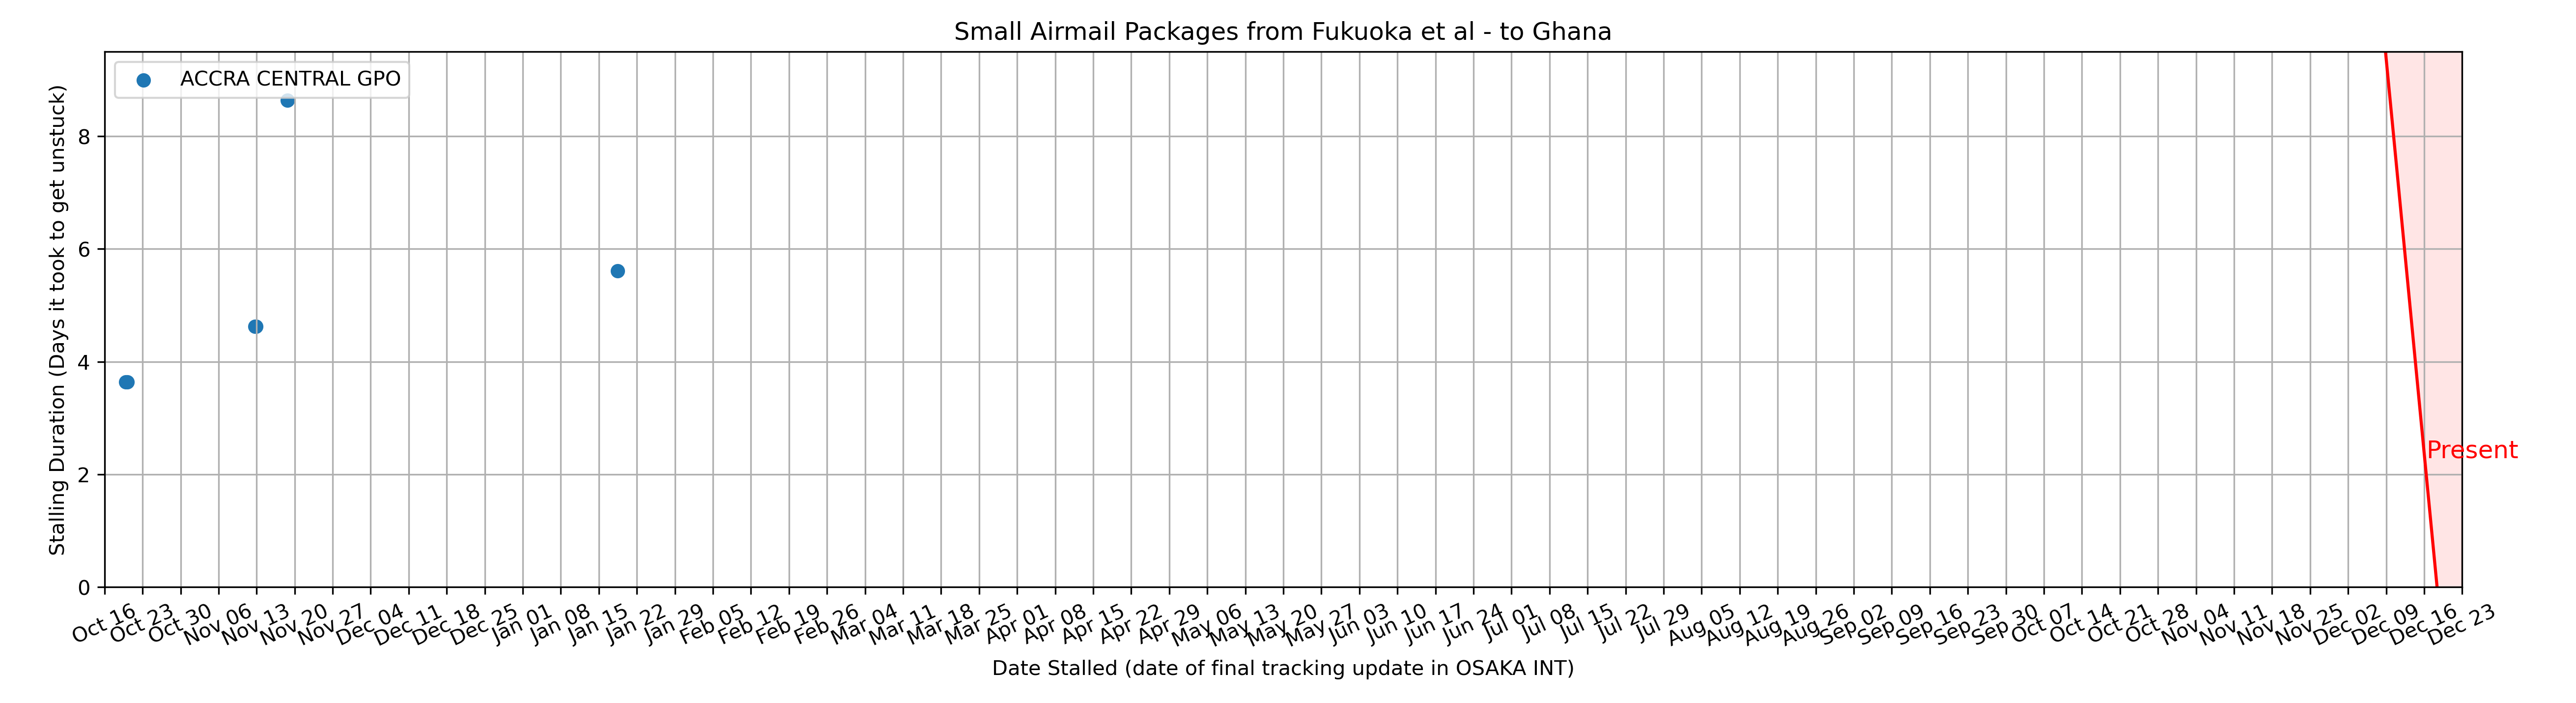 Small Airmail Packages from Fukuoka et al - to Ghana
ACCRA CENTRAL GPO
Stalling Duration (Days it took to get unstuck)
8
6
4
2
0
Present
Oct 16
Oct 23
Oct 30
Nov 06
Nov 13
Nov 20
Nov 27
Dec 04
Dec 11
Dec 18
Dec 25
Jan 01
Jan 08
Jan 15
Jan 22
Jan 29
Feb 05
Feb 12
Feb 19
Feb 26
Mar 04
Mar 11
Mar 18
Mar 25
Apr 01
Apr 08
Apr 15
Apr 22
Apr 29
May 06
May 13
May 20
May 27
Jun 03
Jun 10
Jun 17
Jun 24
Jul 01
Jul 08
Jul 15
Jul 22
Jul 29
Aug 05
Aug 12
Aug 19
Aug 26
Sep 02
Sep 09
Sep 16
Sep 23
Sep 30
Oct 07
Oct 14
Oct 21
Oct 28
Nov 04
Nov 11
Nov 18
Nov 25
Dec 02
Dec 09
Dec 16
Dec 23
Date Stalled (date of final tracking update in OSAKA INT)